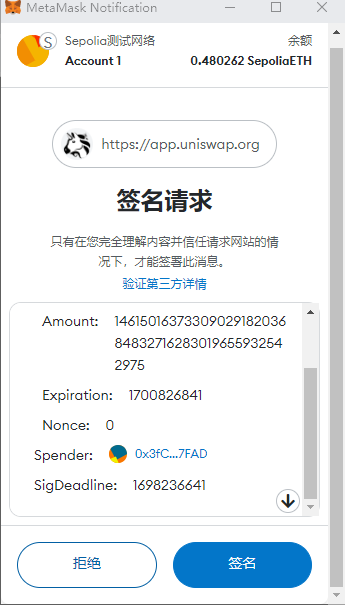 MetaMask Notification
Sepolia测试网络
余额
Account 1
0.480262 SepoliaETH
https://app.uniswap.org
签名请求
只有在您完全理解内容并信任请求网站的情
况下，才能签署此消息。
验证第三方详情
Amount: 14615016373309029182036
84832716283019655932​54
2975
Expiration: 1700826841
Nonce: 0
Spender: 0x3fC...7FAD
SigDeadline: 1698236641
拒绝
签名